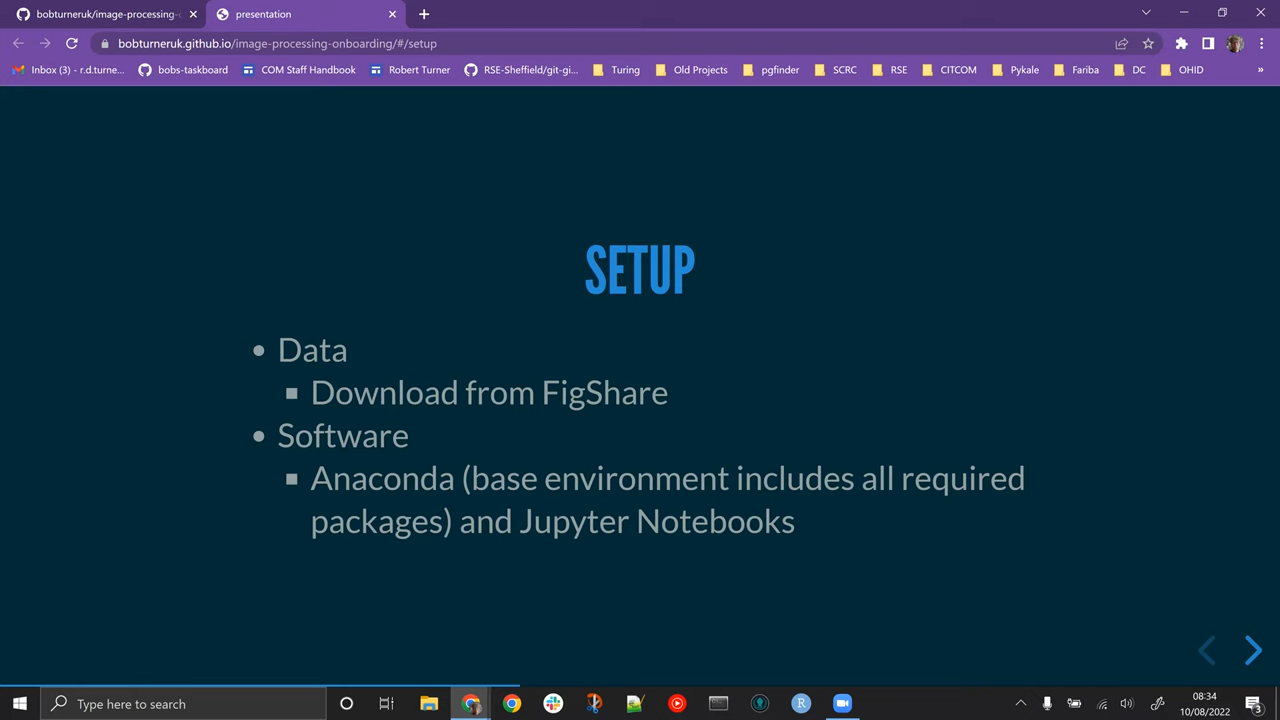 bobturneruk/image-processing-
presentation
bobturneruk.github.io/image-processing-onboarding/#/setup
Inbox (3) - r.d.turne...
bobs-taskboard
COM Staff Handbook
Robert Turner
RSE-Sheffield/git-gi...
Turing
Old Projects
pgfinder
SCRC
RSE
CITCOM
Pykale
Fariba
DC
OHID
»
SETUP
• Data
▪ Download from FigShare
• Software
▪ Anaconda (base environment includes all required
packages) and Jupyter Notebooks
Type here to search
R
08:34
10/08/2022
3